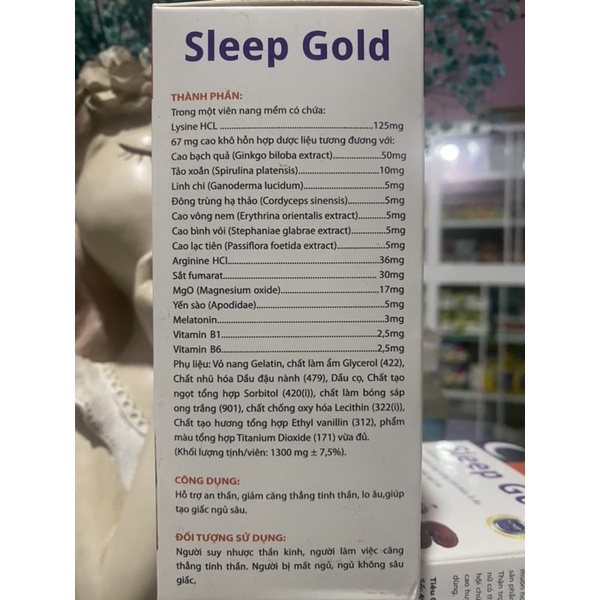 Sleep Gold
THÀNH PHẦN:
Trong một viên nang mềm có chứa:
Lysine HCL ........................................125mg
67 mg cao khô hỗn hợp dược liệu tương đương với:
Cao bạch quả (Ginkgo biloba extract)...............50mg
Tảo xoắn (Spirulina platensis)......................10mg
Linh chi (Ganoderma lucidum)......................5mg
Đông trùng hạ thảo (Cordyceps sinensis)...........5mg
Cao vông nem (Erythrina orientalis extract)........5mg
Cao bình vôi (Stephaniae glabrae extract)..........5mg
Cao lạc tiên (Passiflora foetida extract)............5mg
Arginine HCl.......................................36mg
Sắt fumarat........................................ 30mg
MgO (Magnesium oxide)...........................17mg
Yến sào (Apodidae)................................5mg
Melatonin..........................................3mg
Vitamin B1........................................2,5mg
Vitamin B6........................................2,5mg
Phụ liệu: Vỏ nang Gelatin, chất làm ẩm Glycerol (422),
Chất nhũ hóa Dầu đậu nành (479), Dầu cọ, Chất tạo
ngọt tổng hợp Sorbitol (420(i)), chất làm bóng sáp
ong trắng (901), chất chống oxy hóa Lecithin (322(i)),
Chất tạo hương tổng hợp Ethyl vanillin (312), phẩm
màu tổng hợp Titanium Dioxide (171) vừa đủ.
(Khối lượng tịnh/viên: 1300 mg ± 7,5%).
CÔNG DỤNG:
Hỗ trợ an thần, giảm căng thẳng tinh thần, lo âu,giúp
tạo giấc ngủ sâu.
ĐỐI TƯỢNG SỬ DỤNG:
Người suy nhược thần kinh, người làm việc căng
thẳng tinh thần. Người bị mất ngủ, ngủ không sâu
giấc.
Sleep Go